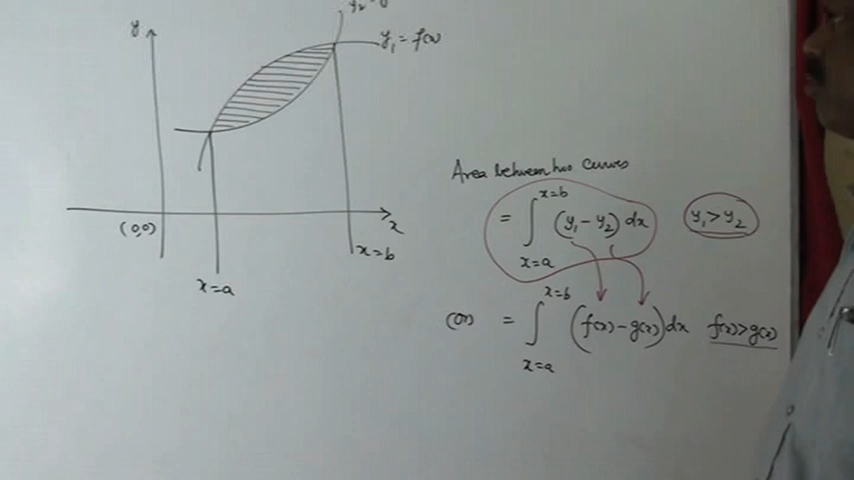 y
y₁ = f(x)
Area between two curves
x=b
= ∫ (y₁ - y₂) dx y₁ > y₂
x=a
(0,0)
x
x=b
x=a
x=b
(or) = ∫ (f(x) - g(x)) dx f(x) > g(x)
x=a